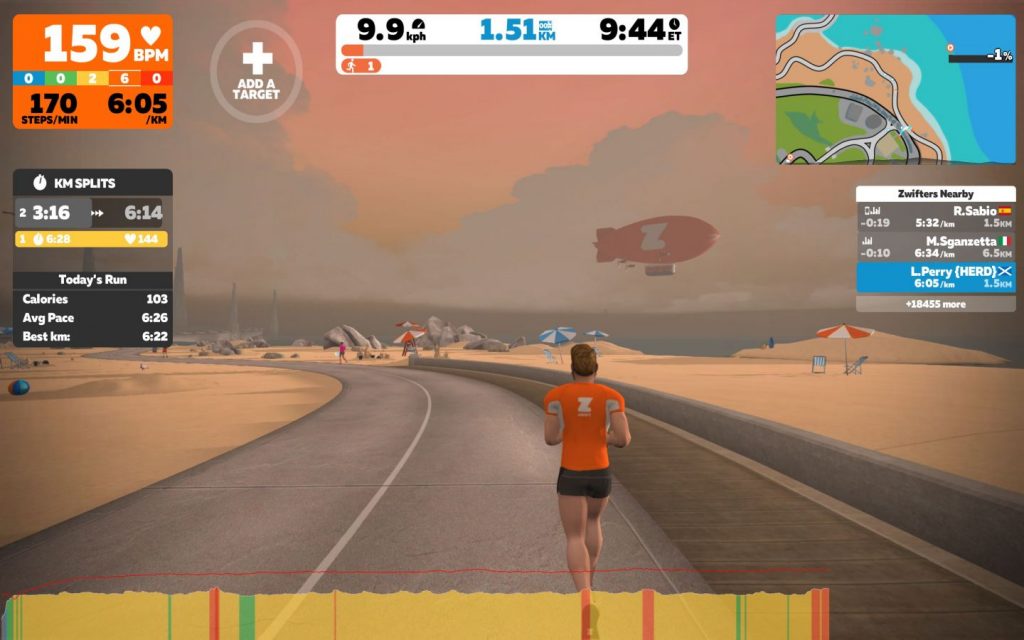 159 BPM
0 0 2 6 0
170 6:05
STEPS/MIN /KM
ADD A
TARGET
9.9 kph 1.51 KM 9:44 ET
1
-1%
KM SPLITS
2 3:16 6:14
1 6:28 144
Today's Run
Calories 103
Avg Pace 6:26
Best km: 6:22
Zwifters Nearby
R.Sabio
-0:19 5:32/km 1.5KM
M.Sganzetta
-0:10 6:34/km 6.5KM
L.Perry {HERD}
6:05/km 1.5KM
+18455 more
Z
Z